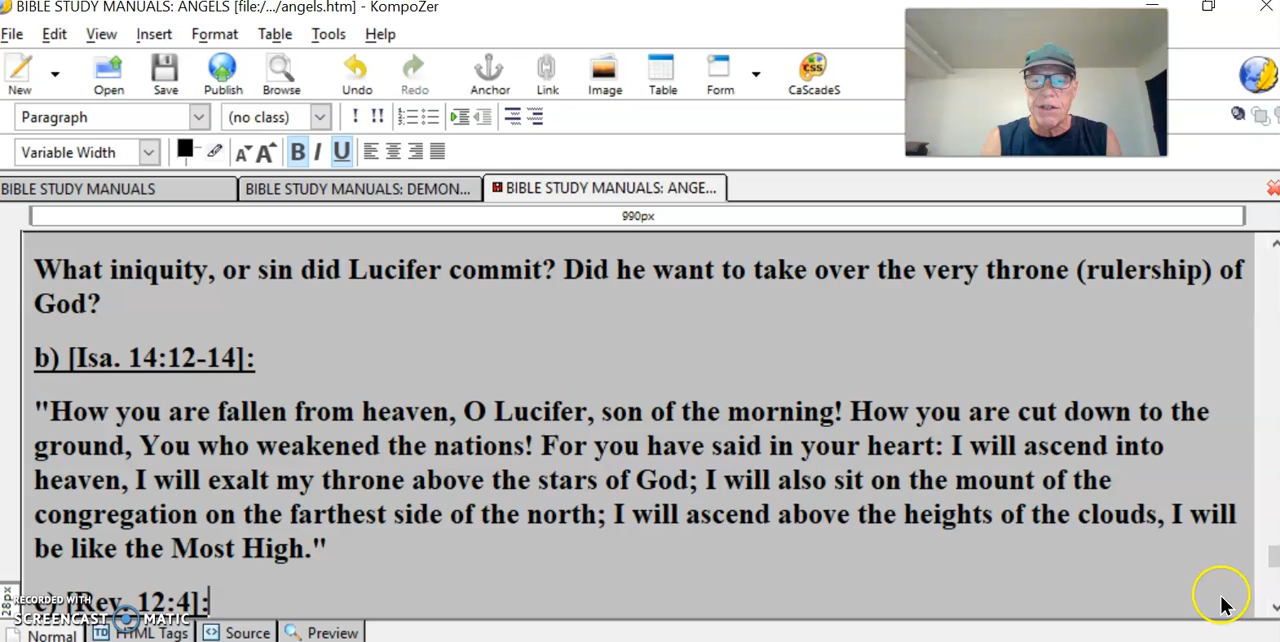 BIBLE STUDY MANUALS: ANGELS [file:/.../angels.htm] - KompoZer
File Edit View Insert Format Table Tools Help
New Open Save Publish Browse Undo Redo Anchor Link Image Table Form CaScadeS
Paragraph (no class) ! !!
Variable Width A A B I U
BIBLE STUDY MANUALS BIBLE STUDY MANUALS: DEMON... BIBLE STUDY MANUALS: ANGE...
990px
What iniquity, or sin did Lucifer commit? Did he want to take over the very throne (rulership) of
God?
b) [Isa. 14:12-14]:
"How you are fallen from heaven, O Lucifer, son of the morning! How you are cut down to the
ground, You who weakened the nations! For you have said in your heart: I will ascend into
heaven, I will exalt my throne above the stars of God; I will also sit on the mount of the
congregation on the farthest side of the north; I will ascend above the heights of the clouds, I will
be like the Most High."
c) [Rev. 12:4]:
28px
RECORDED WITH
SCREENCAST MATIC
Normal TD HTML Tags <> Source Preview